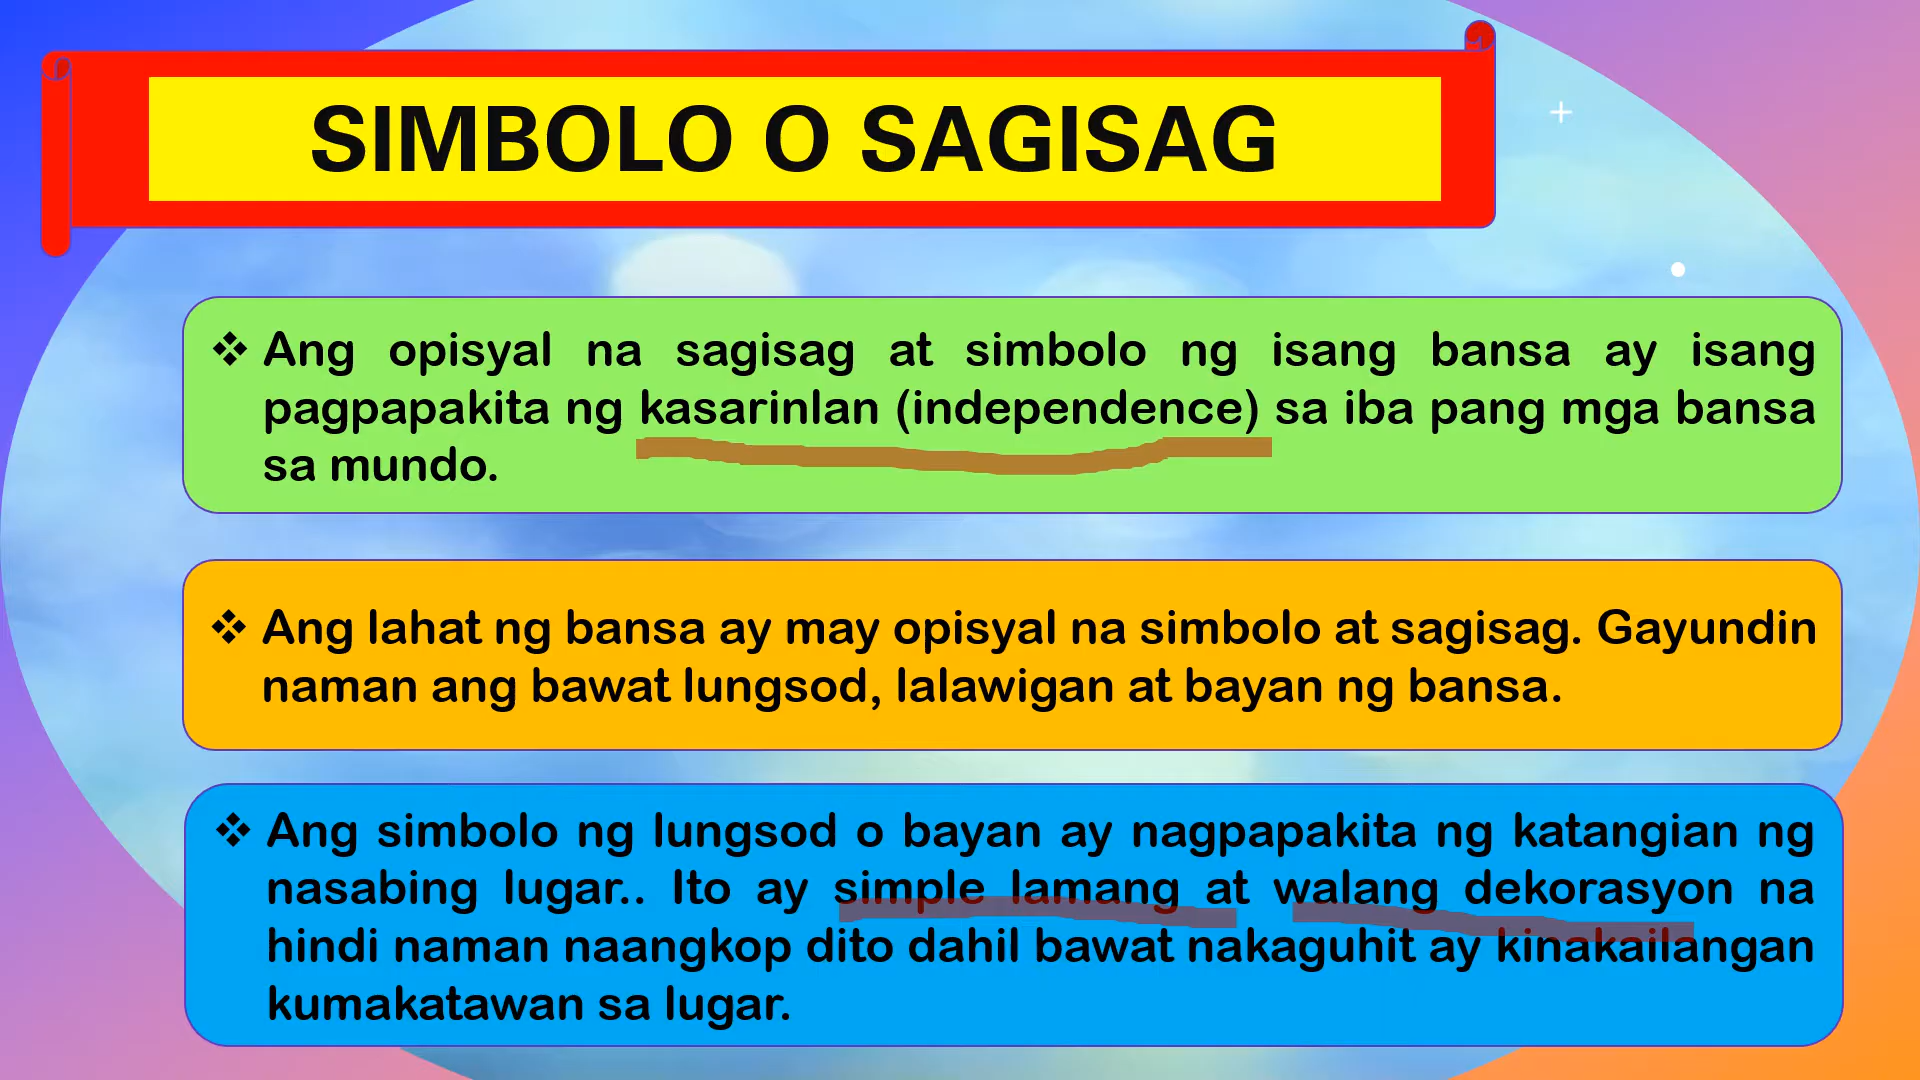 SIMBOLO O SAGISAG
❖ Ang opisyal na sagisag at simbolo ng isang bansa ay isang
pagpapakita ng kasarinlan (independence) sa iba pang mga bansa
sa mundo.
❖ Ang lahat ng bansa ay may opisyal na simbolo at sagisag. Gayundin
naman ang bawat lungsod, lalawigan at bayan ng bansa.
❖ Ang simbolo ng lungsod o bayan ay nagpapakita ng katangian ng
nasabing lugar.. Ito ay simple lamang at walang dekorasyon na
hindi naman naangkop dito dahil bawat nakaguhit ay kinakailangan
kumakatawan sa lugar.